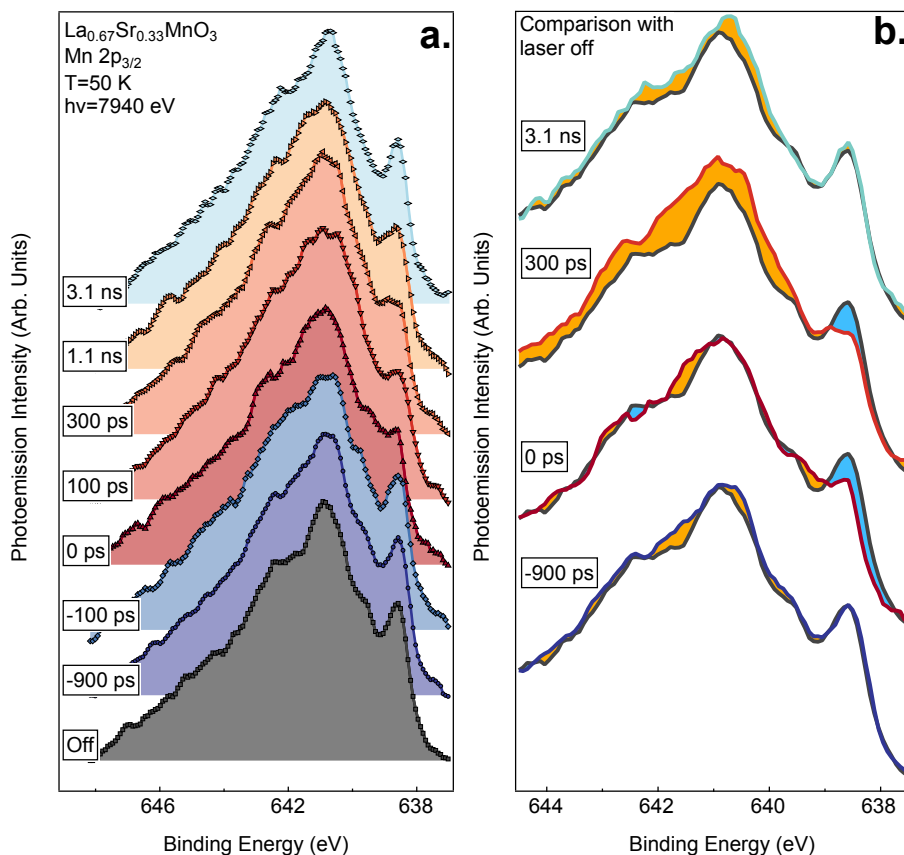 La0.67Sr0.33MnO3
Mn 2p3/2
T=50 K
hν=7940 eV
a.
3.1 ns
1.1 ns
300 ps
100 ps
0 ps
-100 ps
-900 ps
Off
Photoemission Intensity (Arb. Units)
646
642
638
Binding Energy (eV)
Comparison with
laser off
b.
3.1 ns
300 ps
0 ps
-900 ps
Photoemission Intensity (Arb. Units)
644
642
640
638
Binding Energy (eV)